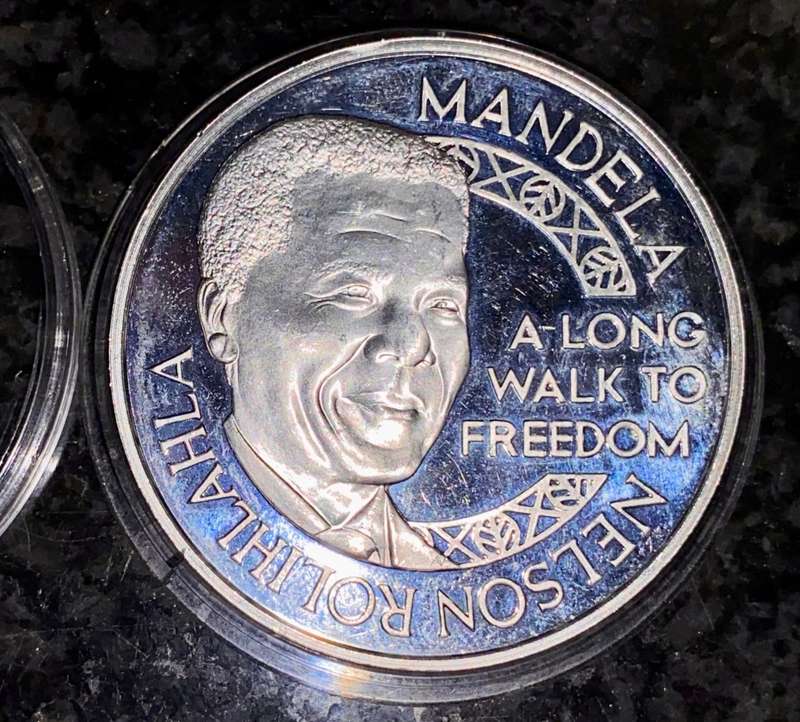 MANDELA
A LONG
WALK TO
FREEDOM
NELSON ROLIHLAHLA